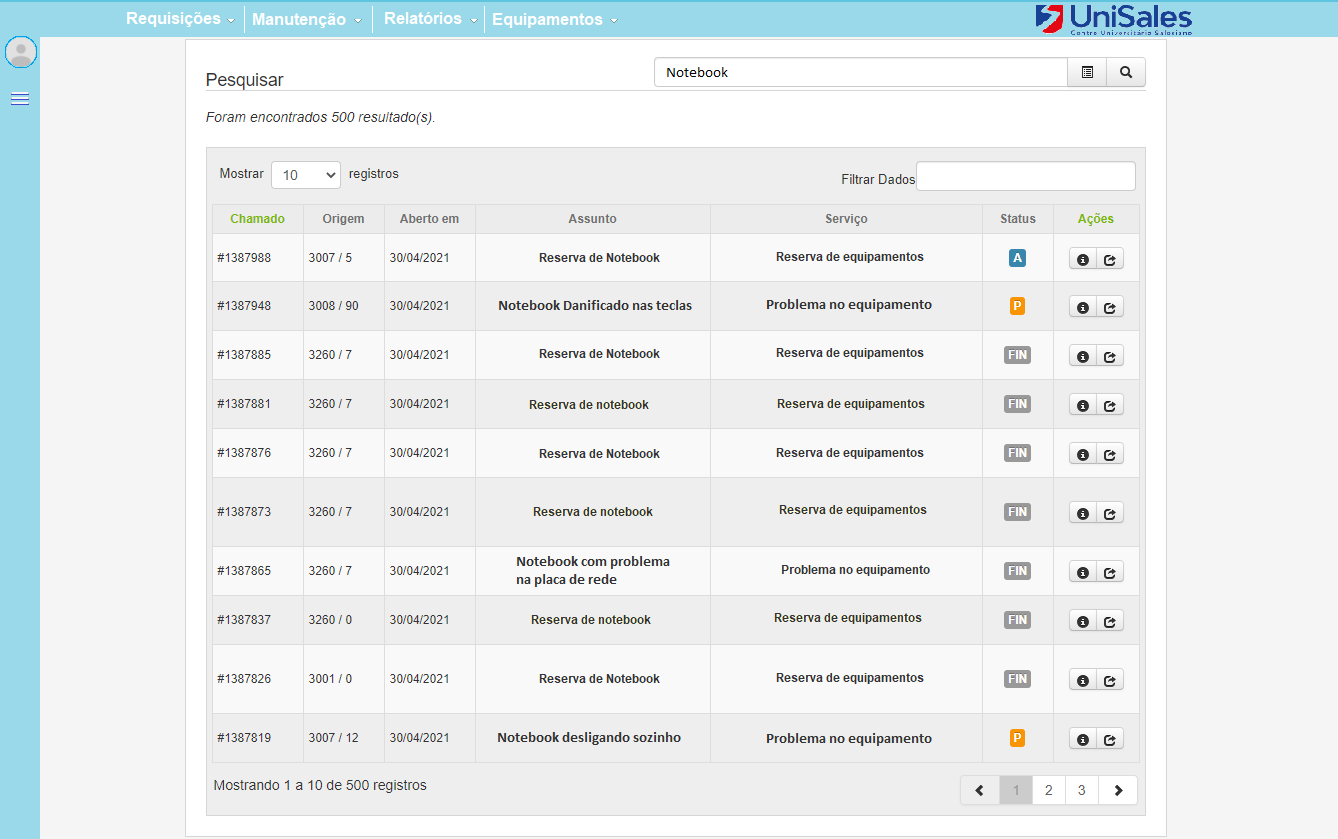 Requisições Manutenção Relatórios Equipamentos UniSales
Centro Universitário Salesiano
Pesquisar Notebook
Foram encontrados 500 resultado(s).
Mostrar 10 registros Filtrar Dados
Chamado Origem Aberto em Assunto Serviço Status Ações
#1387988 3007 / 5 30/04/2021 Reserva de Notebook Reserva de equipamentos A
#1387948 3008 / 90 30/04/2021 Notebook Danificado nas teclas Problema no equipamento P
#1387885 3260 / 7 30/04/2021 Reserva de Notebook Reserva de equipamentos FIN
#1387881 3260 / 7 30/04/2021 Reserva de notebook Reserva de equipamentos FIN
#1387876 3260 / 7 30/04/2021 Reserva de Notebook Reserva de equipamentos FIN
#1387873 3260 / 7 30/04/2021 Reserva de notebook Reserva de equipamentos FIN
#1387865 3260 / 7 30/04/2021 Notebook com problema
na placa de rede Problema no equipamento FIN
#1387837 3260 / 0 30/04/2021 Reserva de notebook Reserva de equipamentos FIN
#1387826 3001 / 0 30/04/2021 Reserva de Notebook Reserva de equipamentos FIN
#1387819 3007 / 12 30/04/2021 Notebook desligando sozinho Problema no equipamento P
Mostrando 1 a 10 de 500 registros 1 2 3